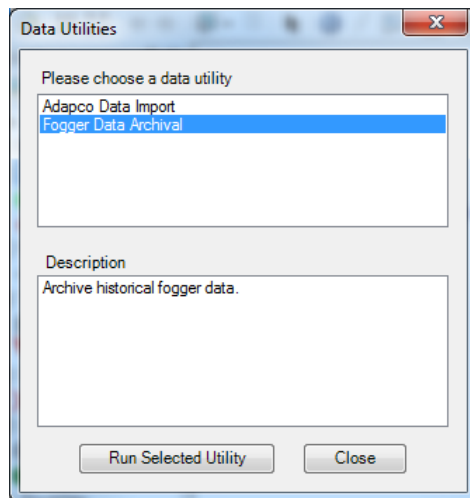 Data Utilities
Please choose a data utility
Adapco Data Import
Fogger Data Archival
Description
Archive historical fogger data.
Run Selected Utility
Close